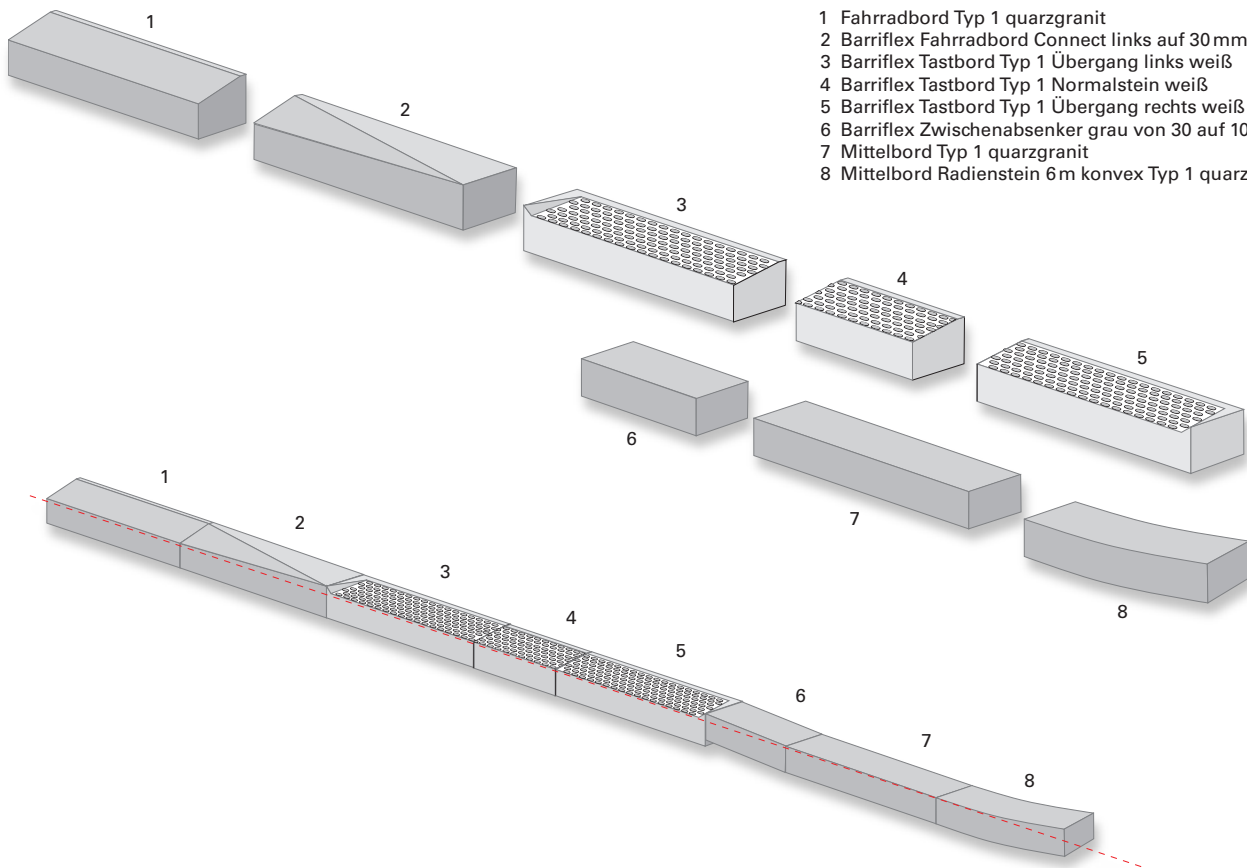 1 Fahrradbord Typ 1 quarzgranit
2 Barriflex Fahrradbord Connect links auf 30 mm
3 Barriflex Tastbord Typ 1 Übergang links weiß
4 Barriflex Tastbord Typ 1 Normalstein weiß
5 Barriflex Tastbord Typ 1 Übergang rechts weiß
6 Barriflex Zwischenabsenker grau von 30 auf 10
7 Mittelbord Typ 1 quarzgranit
8 Mittelbord Radienstein 6 m konvex Typ 1 quarz
1
2
3
4
5
6
7
8
1
2
3
4
5
6
7
8